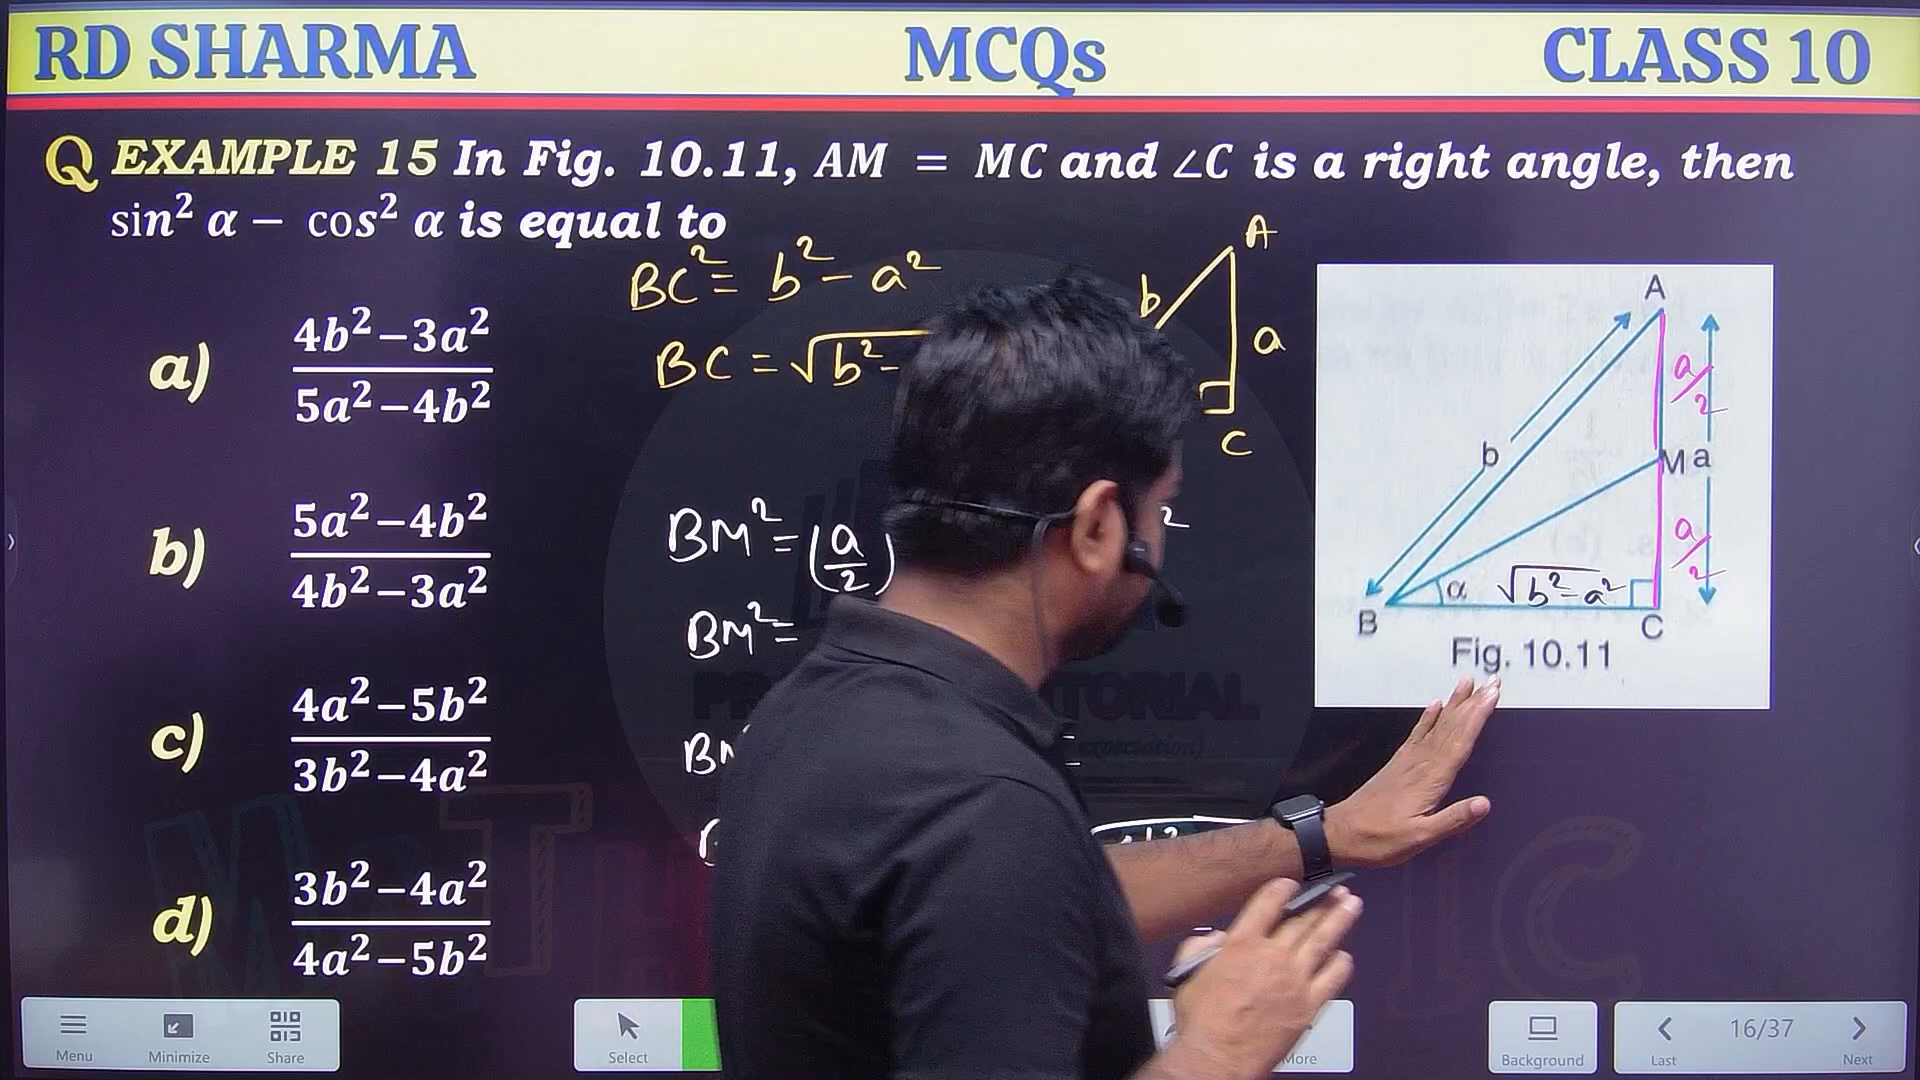 RD SHARMA MCQs CLASS 10
Q EXAMPLE 15 In Fig. 10.11, AM = MC and ∠C is a right angle, then
sin² α − cos² α is equal to
a) (4b²−3a²)/(5a²−4b²)
b) (5a²−4b²)/(4b²−3a²)
c) (4a²−5b²)/(3b²−4a²)
d) (3b²−4a²)/(4a²−5b²)
BC² = b² − a²
BC = √b² −
BM² = (a/2)
BM² =
A
b
a
C
A
a/2
b
M a
a/2
α √b²−a²
B
C
Fig. 10.11
Menu Minimize Share
Select
More
Background
16/37
Last Next